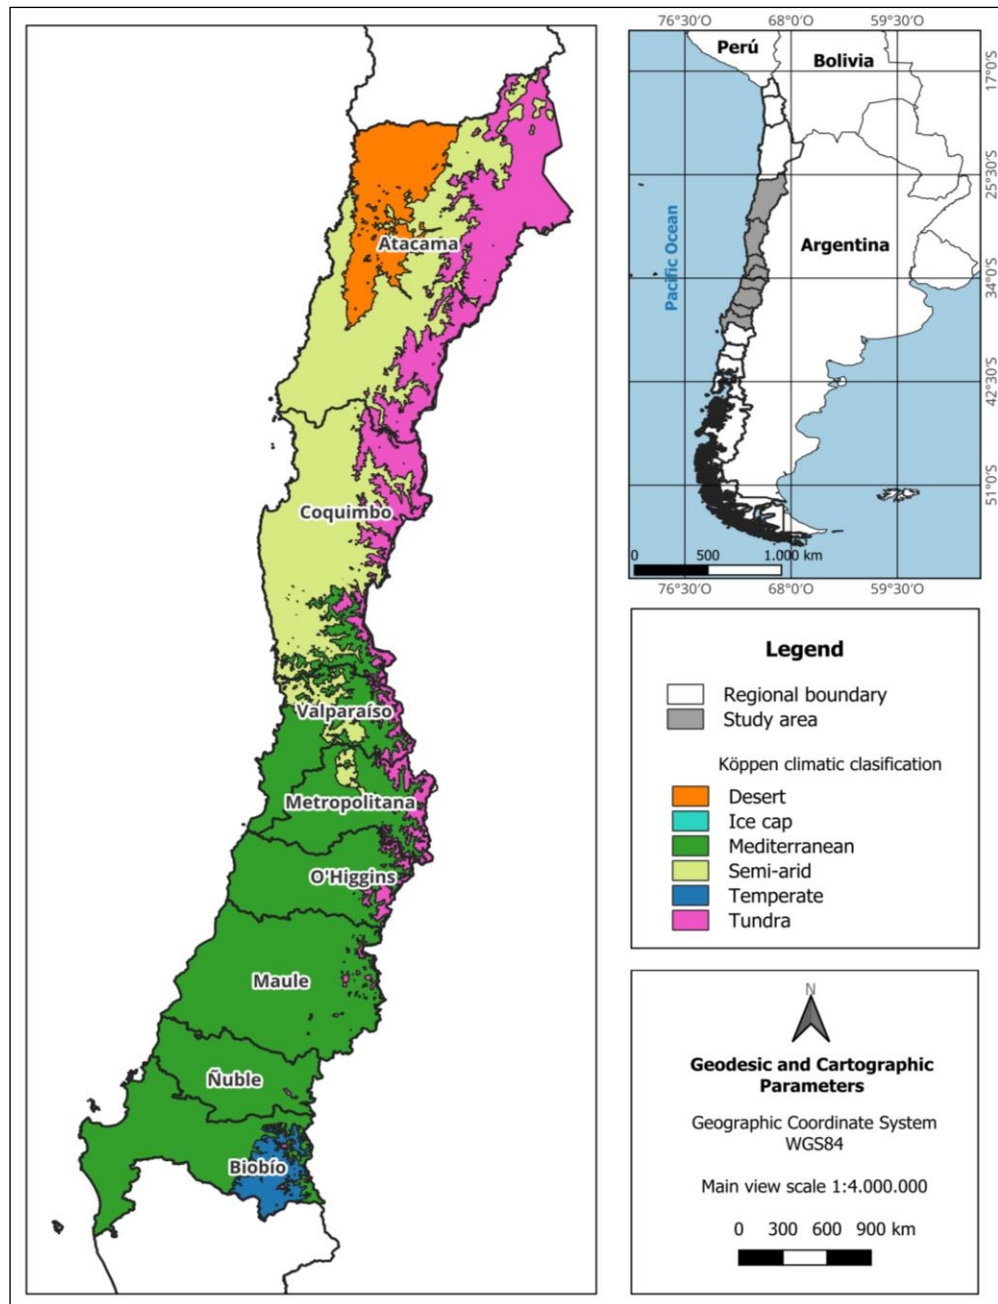 Atacama
Coquimbo
Valparaíso
Metropolitana
O'Higgins
Maule
Ñuble
Biobío
76°30'O 68°0'O 59°30'O
Perú
Bolivia
Argentina
Pacific Ocean
17°0'S
25°30'S
34°0'S
42°30'S
51°0'S
0 500 1.000 km
76°30'O 68°0'O 59°30'O
Legend
Regional boundary
Study area
Köppen climatic clasification
Desert
Ice cap
Mediterranean
Semi-arid
Temperate
Tundra
N
Geodesic and Cartographic
Parameters
Geographic Coordinate System
WGS84
Main view scale 1:4.000.000
0 300 600 900 km